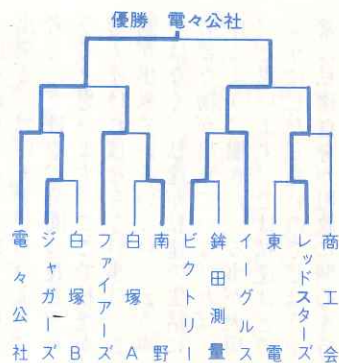 優勝 電々公社
電々公社
ジャガーズ
白塚B
ファイアーズ
白塚A
南野
ビクトリー
鉾田測量
イーグルス
東電
レッドスターズ
商工会